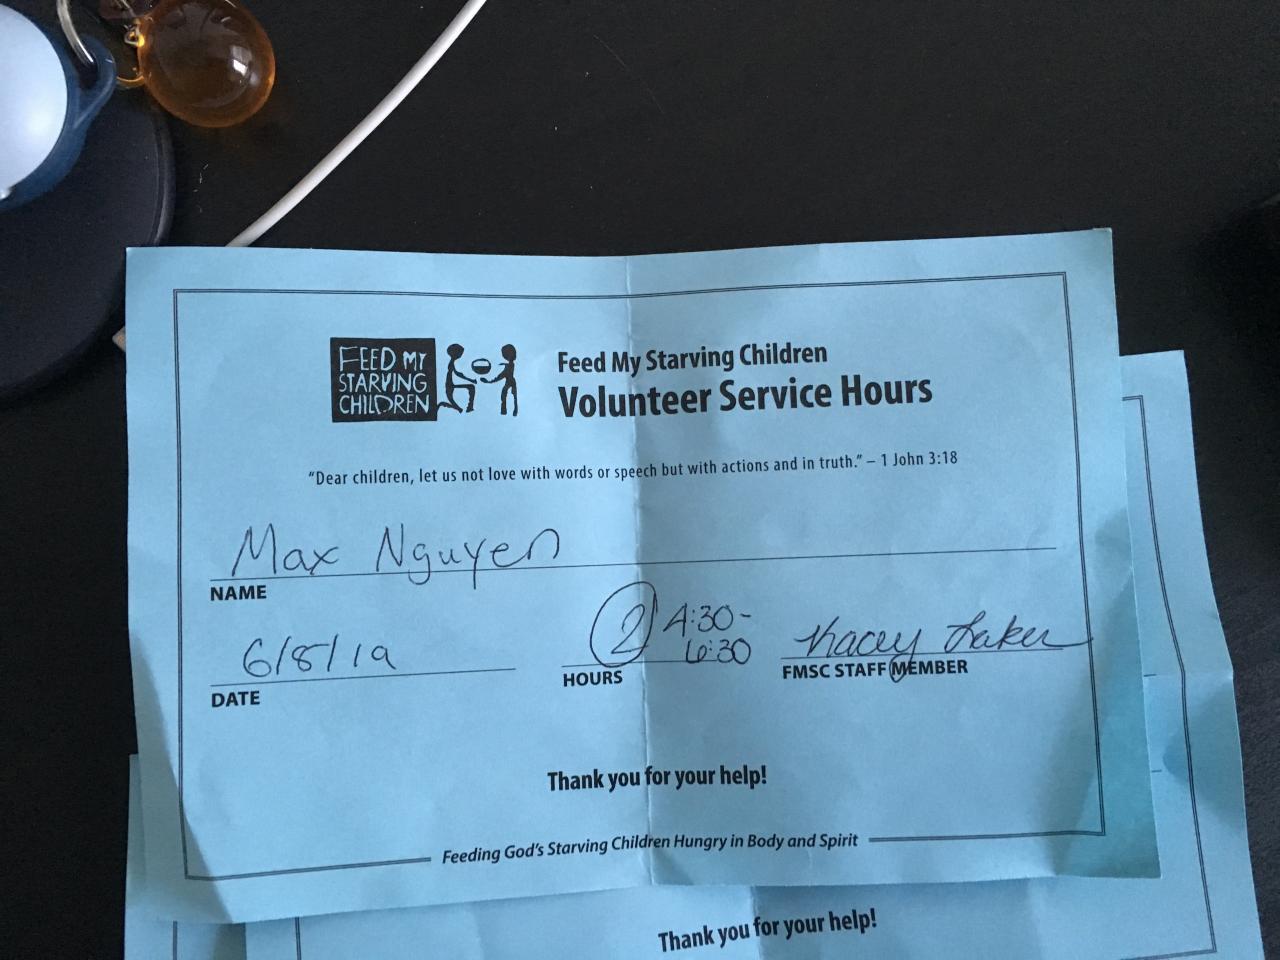 FEED MY
STARVING
CHILDREN
Feed My Starving Children
Volunteer Service Hours
“Dear children, let us not love with words or speech but with actions and in truth.” – 1 John 3:18
Max Nguyen
NAME
6/8/19
DATE
2 4:30-
6:30
HOURS
Laker
FMSC STAFF MEMBER
Thank you for your help!
Feeding God's Starving Children Hungry in Body and Spirit
Thank you for your help!